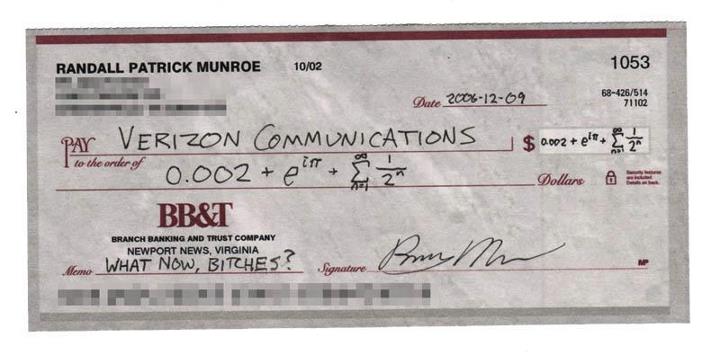 RANDALL PATRICK MUNROE 10/02 1053
Date 2006-12-09 68-426/514
71102
PAY VERIZON COMMUNICATIONS $ 0.002 + e^{iπ} + ∑_{n=1}^{∞} 1/2^n
to the order of
0.002 + e^{iπ} + ∑_{n=1}^{∞} 1/2^n Dollars Security features
are included.
Details on back.
BB&T
BRANCH BANKING AND TRUST COMPANY
NEWPORT NEWS, VIRGINIA
Memo WHAT NOW, BITCHES? Signature MP